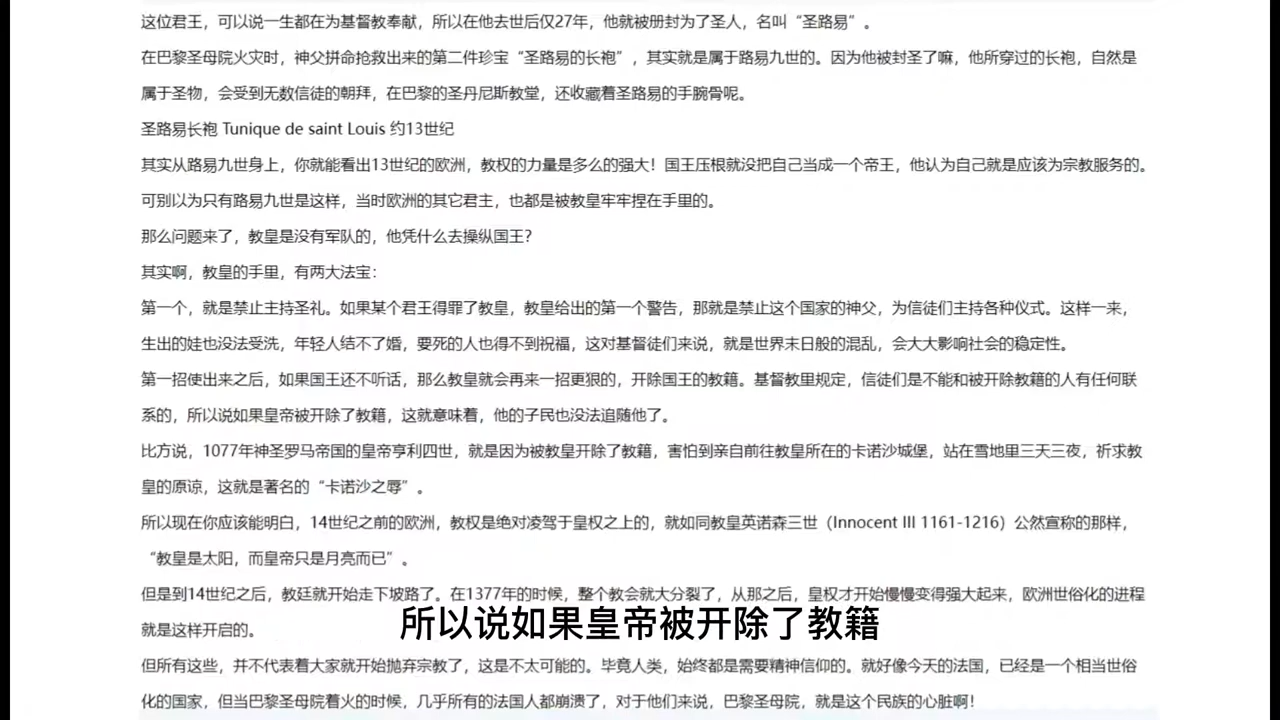 这位君王，可以说一生都在为基督教奉献，所以在他去世后仅27年，他就被册封为了圣人，名叫“圣路易”。
在巴黎圣母院火灾时，神父拼命抢救出来的第二件珍宝“圣路易的长袍”，其实就是属于路易九世的。因为他被封圣了嘛，他所穿过的长袍，自然是
属于圣物，会受到无数信徒的朝拜，在巴黎的圣丹尼斯教堂，还收藏着圣路易的手腕骨呢。
圣路易长袍 Tunique de saint Louis 约13世纪
其实从路易九世身上，你就能看出13世纪的欧洲，教权的力量是多么的强大！国王压根就没把自己当成一个帝王，他认为自己就是应该为宗教服务的。
可别以为只有路易九世是这样，当时欧洲的其它君主，也都是被教皇牢牢捏在手里的。
那么问题来了，教皇是没有军队的，他凭什么去操纵国王？
其实啊，教皇的手里，有两大法宝：
第一个，就是禁止主持圣礼。如果某个君王得罪了教皇，教皇给出的第一个警告，那就是禁止这个国家的神父，为信徒们主持各种仪式。这样一来，
生出的娃也没法受洗，年轻人结不了婚，要死的人也得不到祝福，这对基督徒们来说，就是世界末日般的混乱，会大大影响社会的稳定性。
第一招使出来之后，如果国王还不听话，那么教皇就会再来一招更狠的，开除国王的教籍。基督教里规定，信徒们是不能和被开除教籍的人有任何联
系的，所以说如果皇帝被开除了教籍，这就意味着，他的子民也没法追随他了。
比方说，1077年神圣罗马帝国的皇帝亨利四世，就是因为被教皇开除了教籍，害怕到亲自前往教皇所在的卡诺沙城堡，站在雪地里三天三夜，祈求教
皇的原谅，这就是著名的“卡诺沙之辱”。
所以现在你应该能明白，14世纪之前的欧洲，教权是绝对凌驾于皇权之上的，就如同教皇英诺森三世（Innocent III 1161-1216）公然宣称的那样，
“教皇是太阳，而皇帝只是月亮而已”。
但是到14世纪之后，教廷就开始走下坡路了。在1377年的时候，整个教会就大分裂了，从那之后，皇权才开始慢慢变得强大起来，欧洲世俗化的进程
就是这样开启的。
所以说如果皇帝被开除了教籍
但所有这些，并不代表着大家就开始抛弃宗教了，这是不太可能的。毕竟人类，始终都是需要精神信仰的。就好像今天的法国，已经是一个相当世俗
化的国家，但当巴黎圣母院着火的时候，几乎所有的法国人都崩溃了，对于他们来说，巴黎圣母院，就是这个民族的心脏啊！